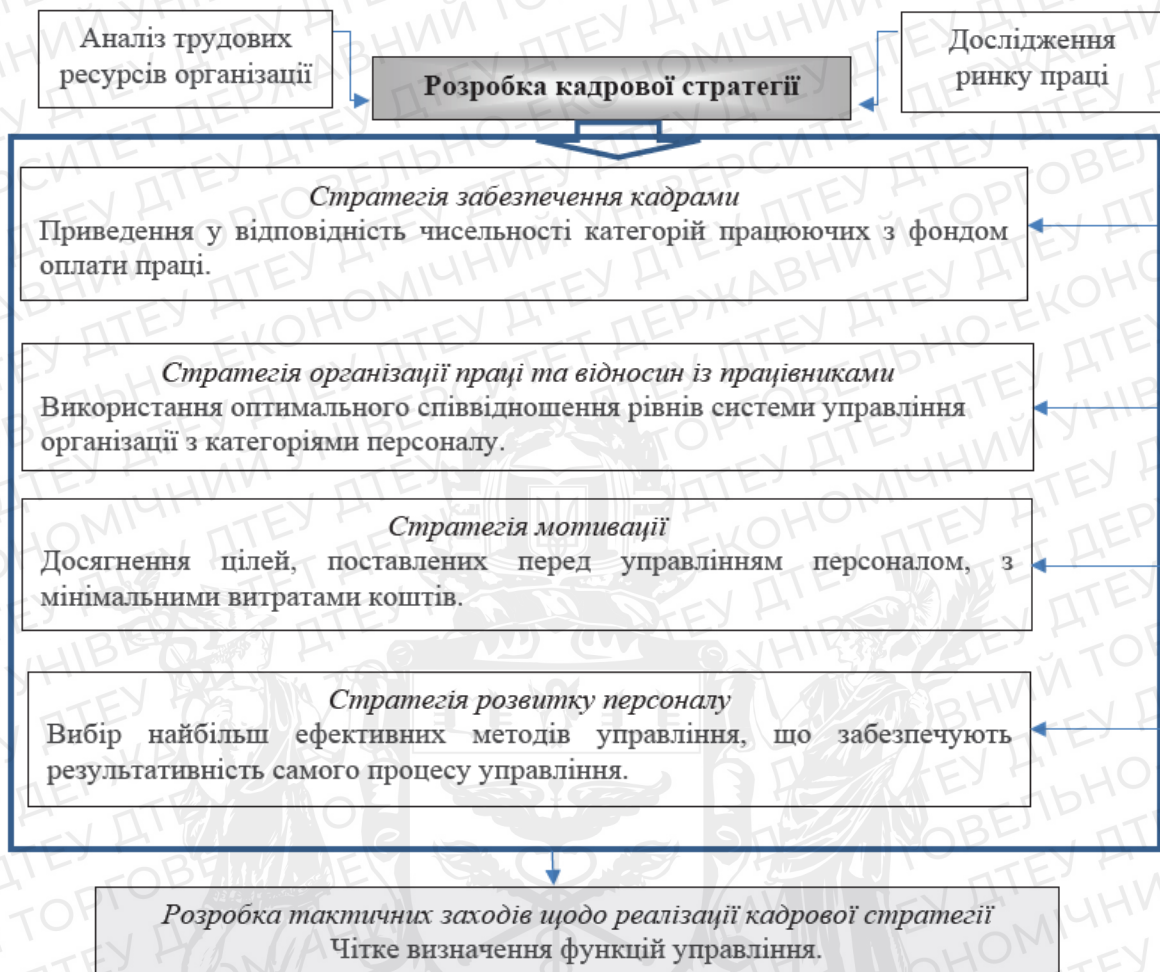 Аналіз трудових
ресурсів організації
Розробка кадрової стратегії
Дослідження
ринку праці
Стратегія забезпечення кадрами
Приведення у відповідність чисельності категорій працюючих з фондом
оплати праці.
Стратегія організації праці та відносин із працівниками
Використання оптимального співвідношення рівнів системи управління
організації з категоріями персоналу.
Стратегія мотивації
Досягнення цілей, поставлених перед управлінням персоналом, з
мінімальними витратами коштів.
Стратегія розвитку персоналу
Вибір найбільш ефективних методів управління, що забезпечують
результативність самого процесу управління.
Розробка тактичних заходів щодо реалізації кадрової стратегії
Чітке визначення функцій управління.